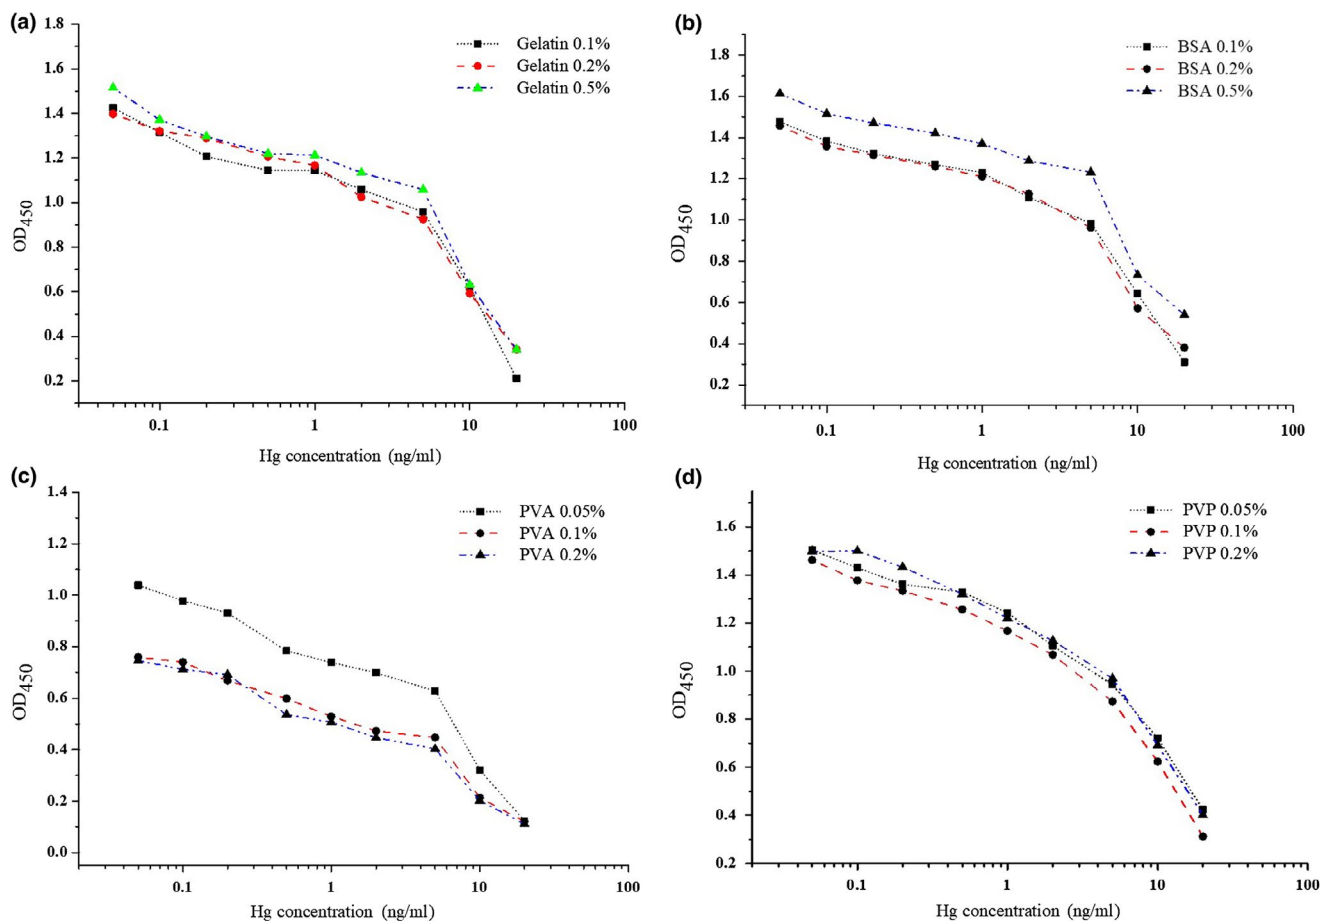 (a)
1.8
1.6
1.4
1.2
1.0
0.8
0.6
0.4
0.2
OD450
Gelatin 0.1%
Gelatin 0.2%
Gelatin 0.5%
0.1
1
10
100
Hg concentration (ng/ml)
(b)
1.8
1.6
1.4
1.2
1.0
0.8
0.6
0.4
0.2
OD450
BSA 0.1%
BSA 0.2%
BSA 0.5%
0.1
1
10
100
Hg concentration (ng/ml)
(c)
1.4
1.2
1.0
0.8
0.6
0.4
0.2
0.0
OD450
PVA 0.05%
PVA 0.1%
PVA 0.2%
0.1
1
10
100
Hg concentration (ng/ml)
(d)
1.6
1.4
1.2
1.0
0.8
0.6
0.4
0.2
OD450
PVP 0.05%
PVP 0.1%
PVP 0.2%
0.1
1
10
100
Hg concentration (ng/ml)